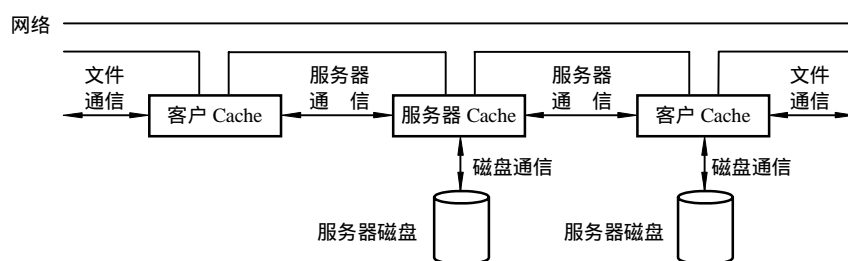 网络
文件 服务器 服务器 文件
通信 通 信 通 信 通信
客户 Cache 服务器 Cache 客户 Cache
磁盘通信 磁盘通信
服务器磁盘 服务器磁盘